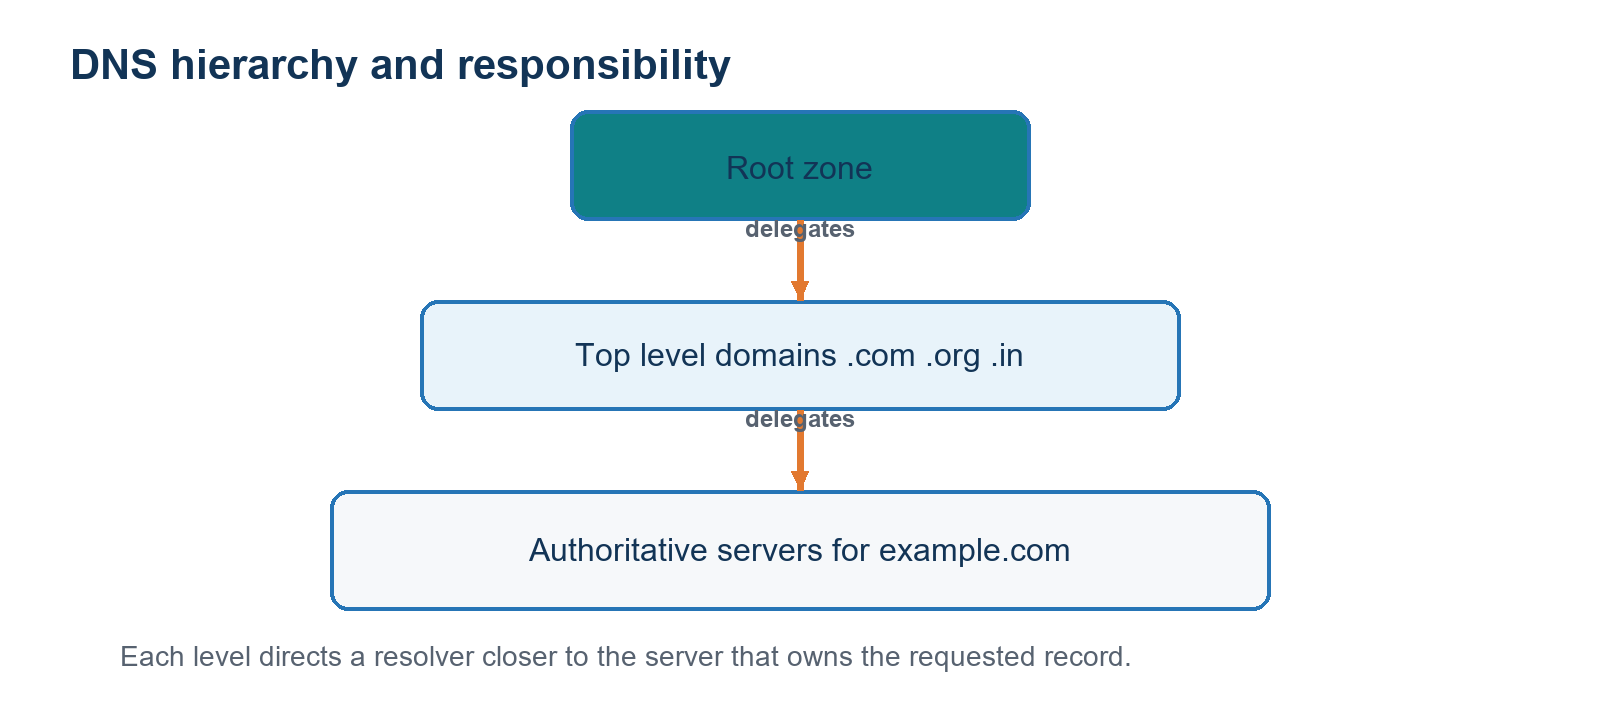 DNS hierarchy and responsibility
Root zone
delegates
Top level domains .com .org .in
delegates
Authoritative servers for example.com
Each level directs a resolver closer to the server that owns the requested record.